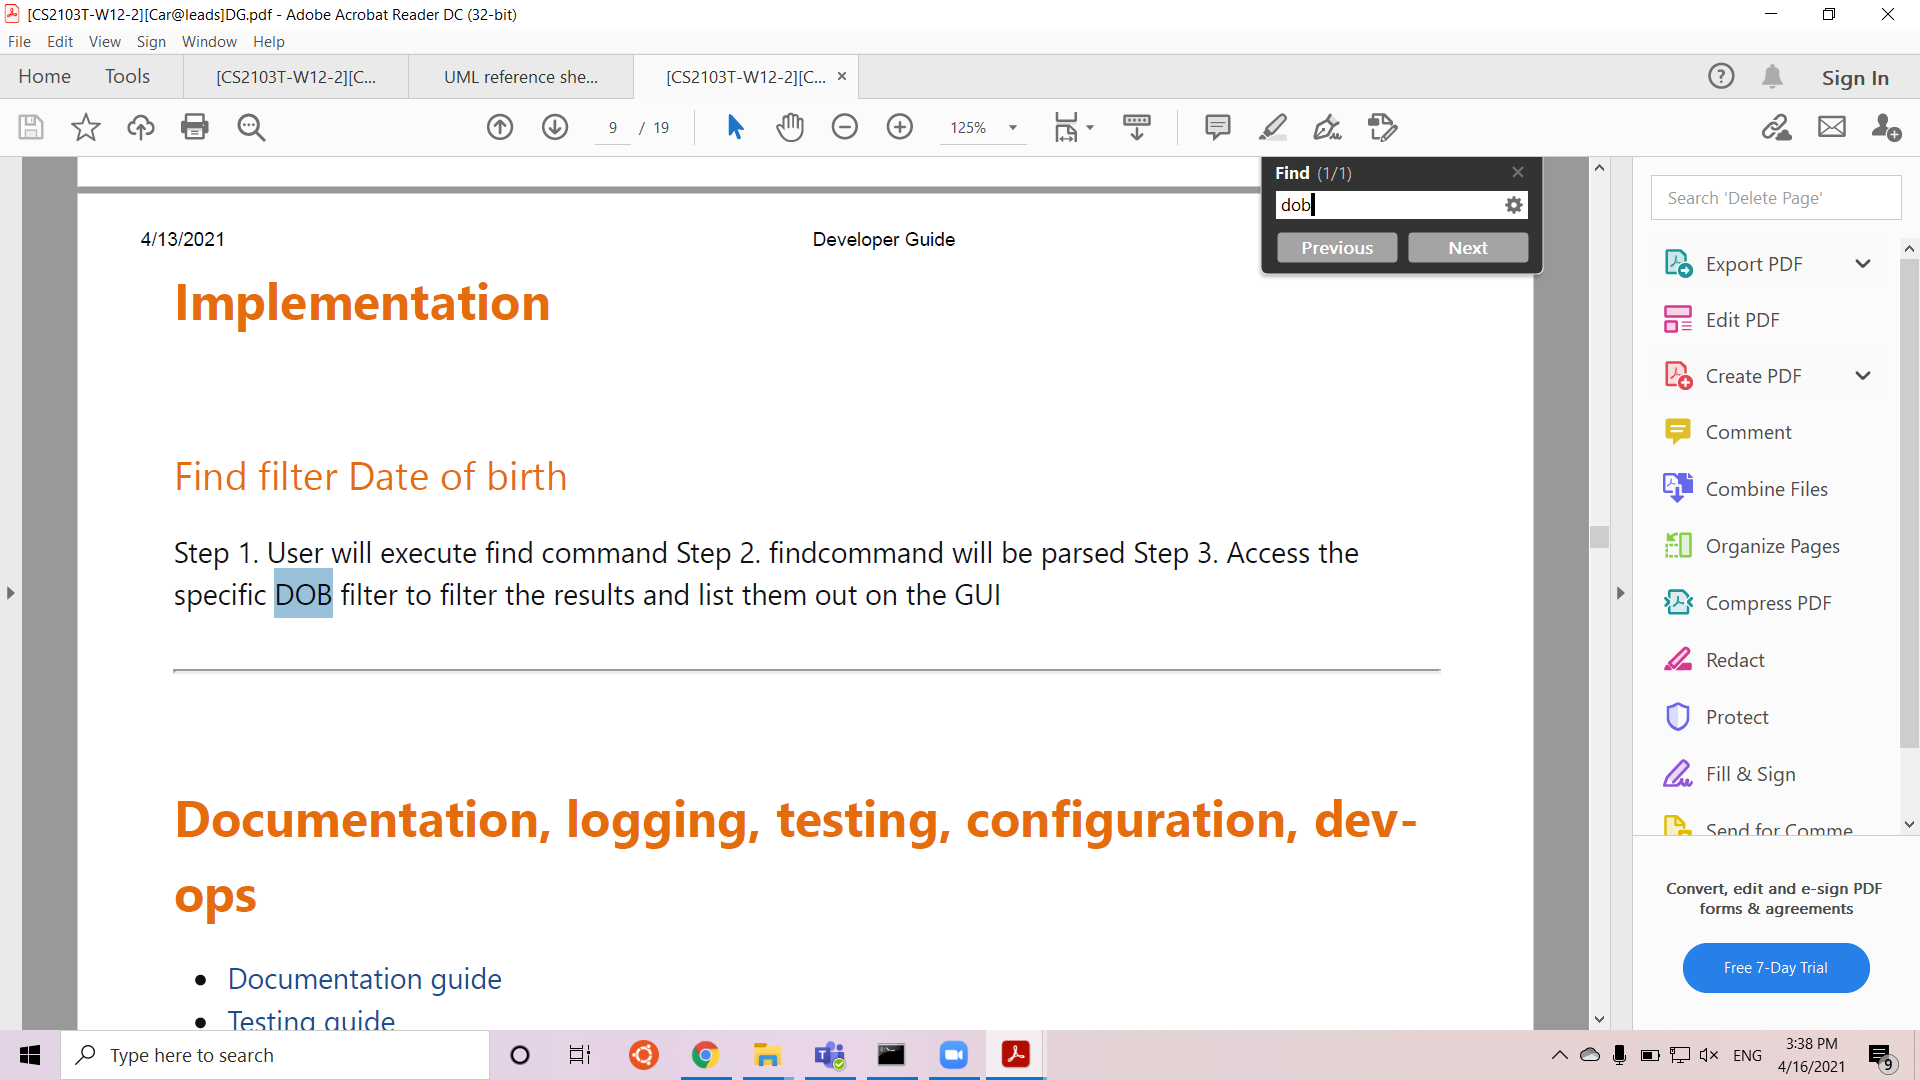 [CS2103T-W12-2][Car@leads]DG.pdf - Adobe Acrobat Reader DC (32-bit)
File Edit View Sign Window Help
Home Tools [CS2103T-W12-2][C... UML reference she... [CS2103T-W12-2][C... Sign In
9 / 19 125%
Find (1/1)
dob
Previous Next
4/13/2021 Developer Guide
Implementation
Find filter Date of birth
Step 1. User will execute find command Step 2. findcommand will be parsed Step 3. Access the
specific DOB filter to filter the results and list them out on the GUI
Documentation, logging, testing, configuration, dev-
ops
Documentation guide
Testing guide
Search 'Delete Page'
Export PDF
Edit PDF
Create PDF
Comment
Combine Files
Organize Pages
Compress PDF
Redact
Protect
Fill & Sign
Send for Comme
Convert, edit and e-sign PDF
forms & agreements
Free 7-Day Trial
Type here to search
ENG
3:38 PM
4/16/2021
9